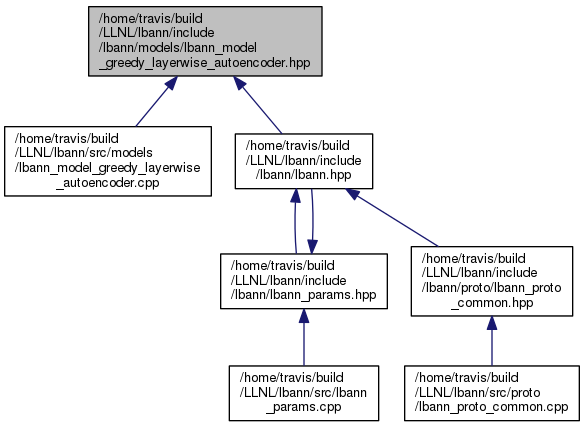 /home/travis/build
/LLNL/lbann/include
/lbann/models/lbann_model
_greedy_layerwise_autoencoder.hpp
/home/travis/build
/LLNL/lbann/src/models
/lbann_model_greedy_layerwise
_autoencoder.cpp
/home/travis/build
/LLNL/lbann/include
/lbann/lbann.hpp
/home/travis/build
/LLNL/lbann/include
/lbann/lbann_params.hpp
/home/travis/build
/LLNL/lbann/include
/lbann/proto/lbann_proto
_common.hpp
/home/travis/build
/LLNL/lbann/src/lbann
_params.cpp
/home/travis/build
/LLNL/lbann/src/proto
/lbann_proto_common.cpp